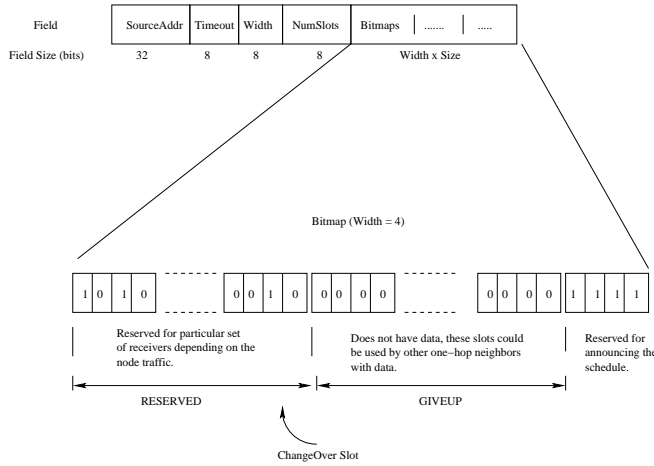 Field SourceAddr Timeout Width NumSlots Bitmaps ....... .....
Field Size (bits) 32 8 8 8 Width x Size
Bitmap (Width = 4)
1 0 1 0 0 0 1 0 0 0 0 0 0 0 0 0 1 1 1 1
Reserved for particular set
of receivers depending on the
node traffic.
Does not have data, these slots could
be used by other one−hop neighbors
with data.
Reserved for
announcing the
schedule.
RESERVED GIVEUP
ChangeOver Slot